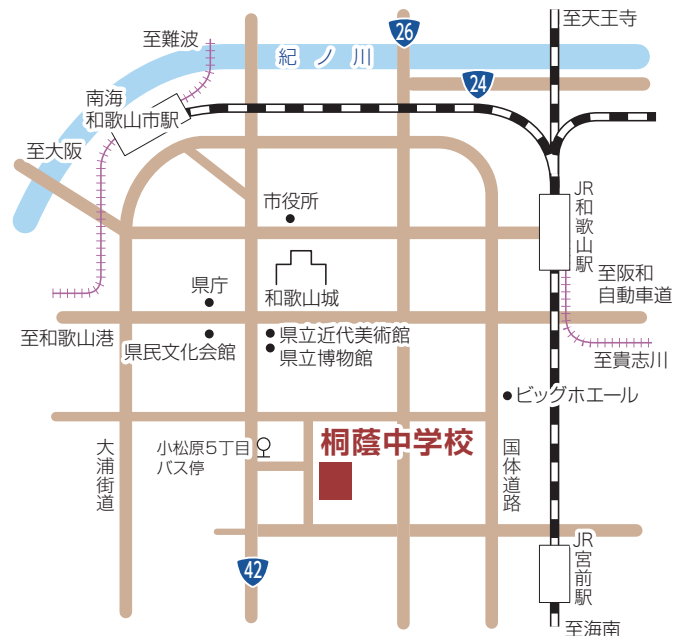 至天王寺
26
至難波
紀ノ川
24
南海
和歌山市駅
至大阪
市役所
JR和歌山駅
県庁
和歌山城
至阪和
自動車道
至和歌山港
県民文化会館
県立近代美術館
県立博物館
至貴志川
ビッグホエール
大浦街道
小松原5丁目
バス停
桐蔭中学校
国体道路
42
JR宮前駅
至海南